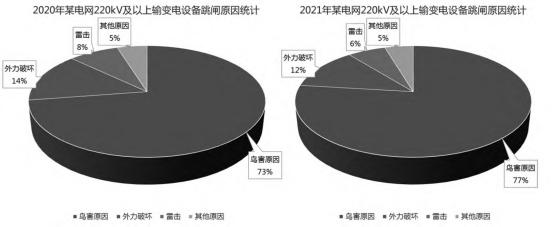 2020年某电网220kV及以上输变电设备跳闸原因统计
其他原因
5%
雷击
8%
外力破坏
14%
鸟害原因
73%
■鸟害原因 ■外力破坏 ■雷击 ■其他原因
2021年某电网220kV及以上输变电设备跳闸原因统计
其他原因
5%
雷击
6%
外力破坏
12%
鸟害原因
77%
■鸟害原因 ■外力破坏 ■雷击 ■其他原因